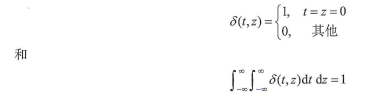 δ(t,z)={1, t=z=0
0, 其他
和
∫_{-∞}^{∞}∫_{-∞}^{∞}δ(t,z)dt dz=1